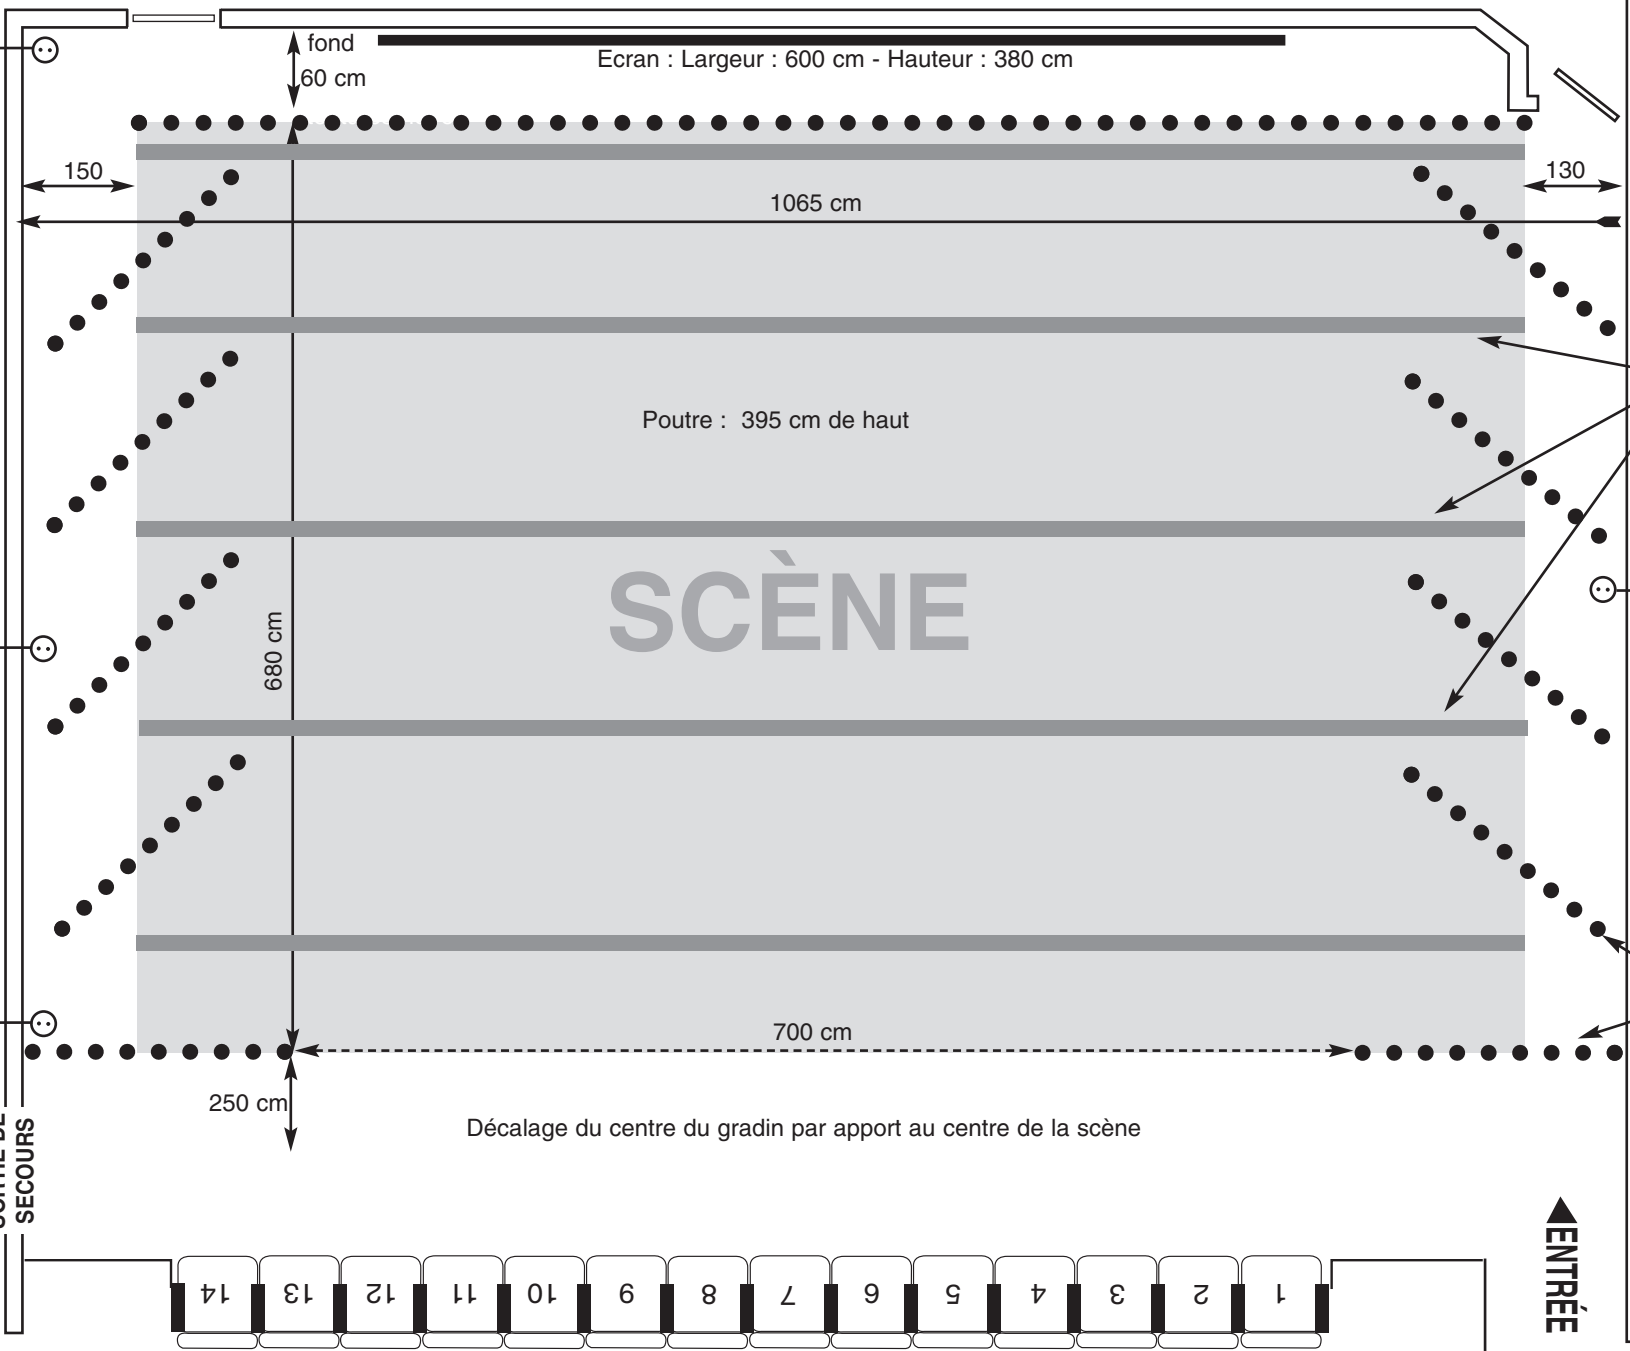 fond
60 cm
Ecran : Largeur : 600 cm - Hauteur : 380 cm
150
130
1065 cm
Poutre : 395 cm de haut
SCÈNE
680 cm
700 cm
250 cm
Décalage du centre du gradin par apport au centre de la scène
SECOURS
ENTRÉE
14 13 12 11 10 9 8 7 6 5 4 3 2 1